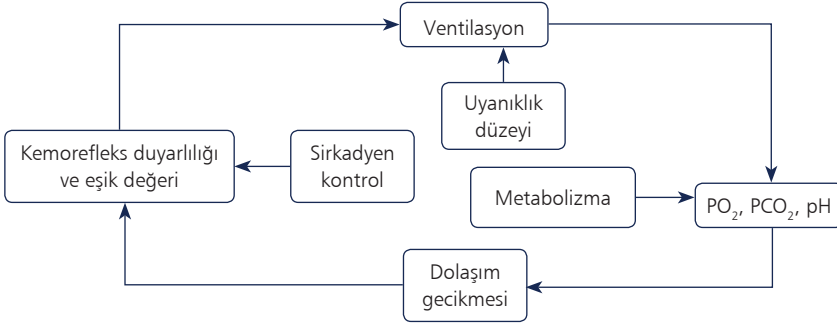 Ventilasyon
Uyanıklık
düzeyi
Kemorefleks duyarlılığı
ve eşik değeri
Sirkadyen
kontrol
Metabolizma
PO₂, PCO₂, pH
Dolaşım
gecikmesi